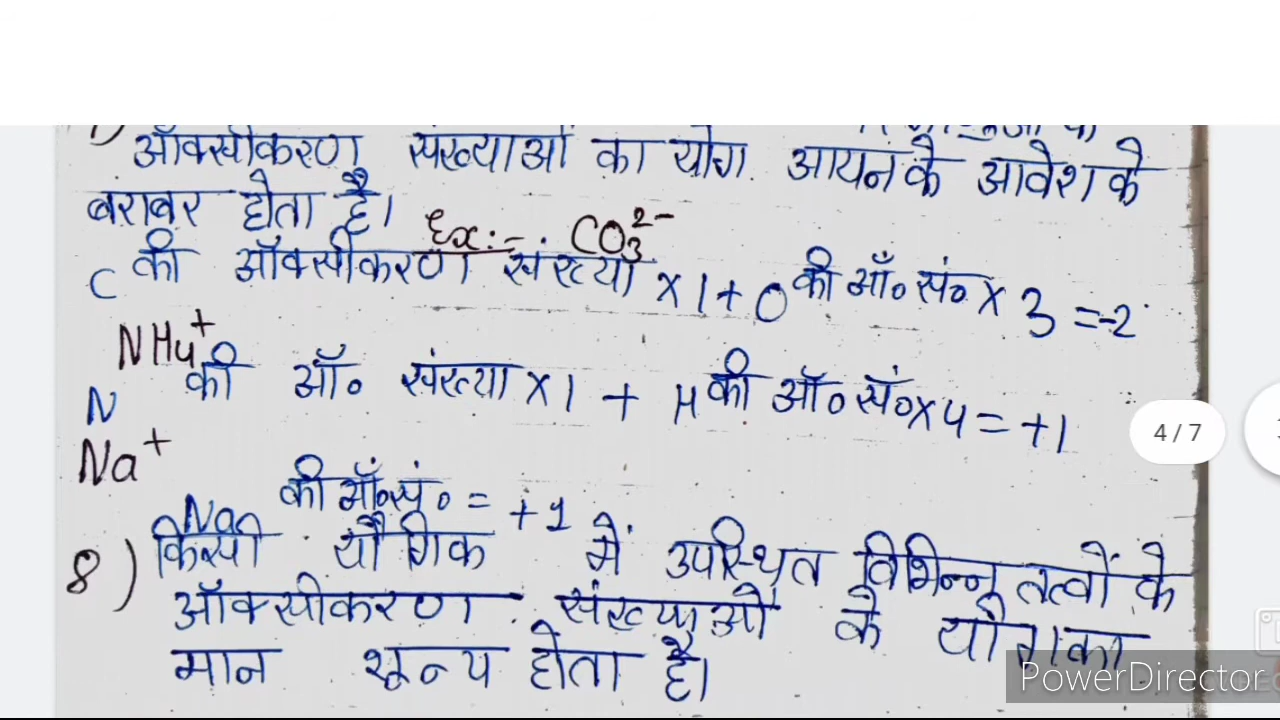 ऑक्सीकरण संख्याओं का योग आयन के आवेश के
बराबर होता है।
Ex:- CO₃²⁻
C की ऑक्सीकरण संख्या × 1 + O की ऑ० सं० × 3 = -2
NH₄⁺
N की ऑ० संख्या × 1 + H की ऑ० सं० × 4 = +1
Na⁺
Na की ऑ० सं० = +1
8) किसी यौगिक में उपस्थित विभिन्न तत्वों के
ऑक्सीकरण संख्याओं के योग का
मान शून्य होता है।
4 / 7
PowerDirector